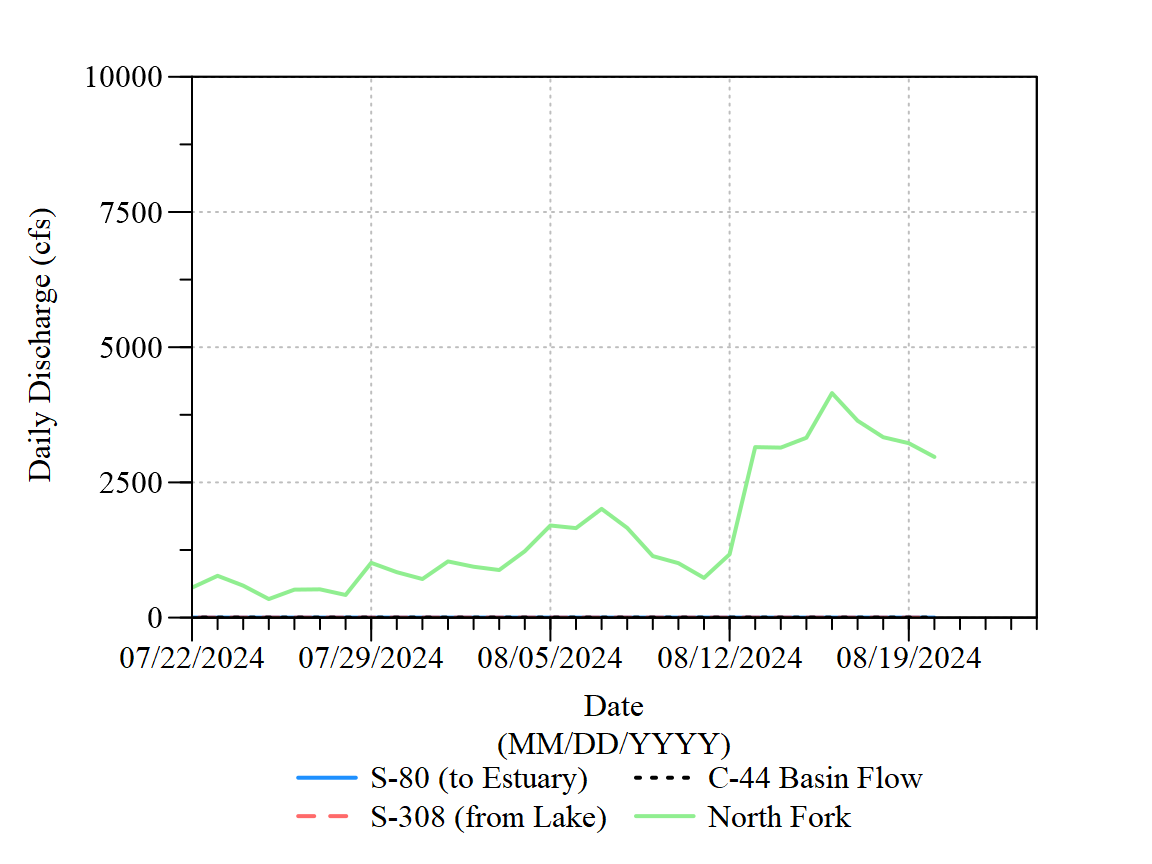 10000
7500
5000
2500
0
Daily Discharge (cfs)
07/22/2024 07/29/2024 08/05/2024 08/12/2024 08/19/2024
Date
(MM/DD/YYYY)
S-80 (to Estuary) C-44 Basin Flow
S-308 (from Lake) North Fork